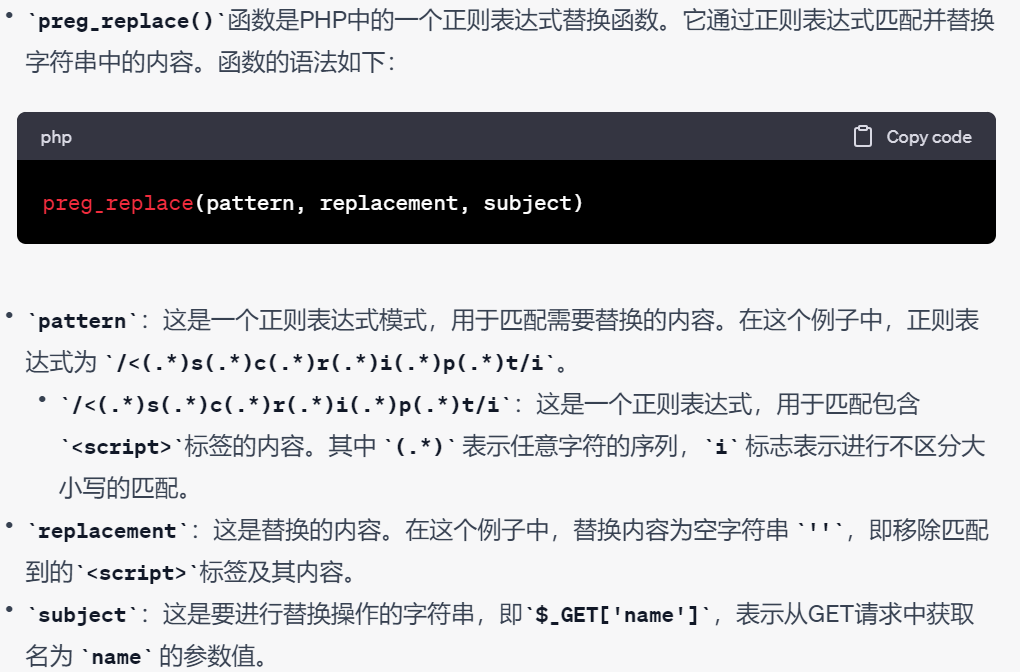 • `preg_replace()`函数是PHP中的一个正则表达式替换函数。它通过正则表达式匹配并替换
字符串中的内容。函数的语法如下：
php Copy code
preg_replace(pattern, replacement, subject)
• `pattern`：这是一个正则表达式模式，用于匹配需要替换的内容。在这个例子中，正则表
达式为 `/<(.*)s(.*)c(.*)r(.*)i(.*)p(.*)t/i`。
• `/<(.*)s(.*)c(.*)r(.*)i(.*)p(.*)t/i`：这是一个正则表达式，用于匹配包含
`<script>`标签的内容。其中 `(.*)` 表示任意字符的序列， `i` 标志表示进行不区分大
小写的匹配。
• `replacement`：这是替换的内容。在这个例子中，替换内容为空字符串 `''`，即移除匹配
到的`<script>`标签及其内容。
• `subject`：这是要进行替换操作的字符串，即`$_GET['name']`，表示从GET请求中获取
名为 `name` 的参数值。